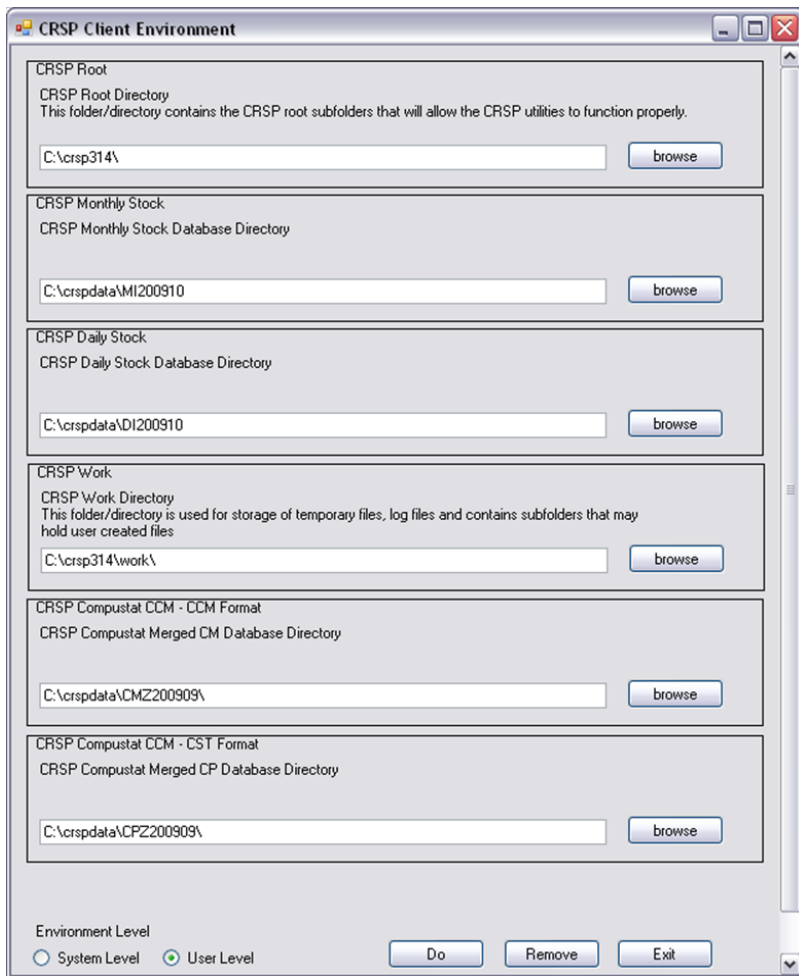 CRSP Client Environment
CRSP Root
CRSP Root Directory
This folder/directory contains the CRSP root subfolders that will allow the CRSP utilities to function properly.
C:\crsp314\
browse
CRSP Monthly Stock
CRSP Monthly Stock Database Directory
C:\crspdata\MI200910
browse
CRSP Daily Stock
CRSP Daily Stock Database Directory
C:\crspdata\DI200910
browse
CRSP Work
CRSP Work Directory
This folder/directory is used for storage of temporary files, log files and contains subfolders that may
hold user created files
C:\crsp314\work\
browse
CRSP Compustat CCM - CCM Format
CRSP Compustat Merged CM Database Directory
C:\crspdata\CMZ200909\
browse
CRSP Compustat CCM - CST Format
CRSP Compustat Merged CP Database Directory
C:\crspdata\CPZ200909\
browse
Environment Level
System Level User Level Do Remove Exit